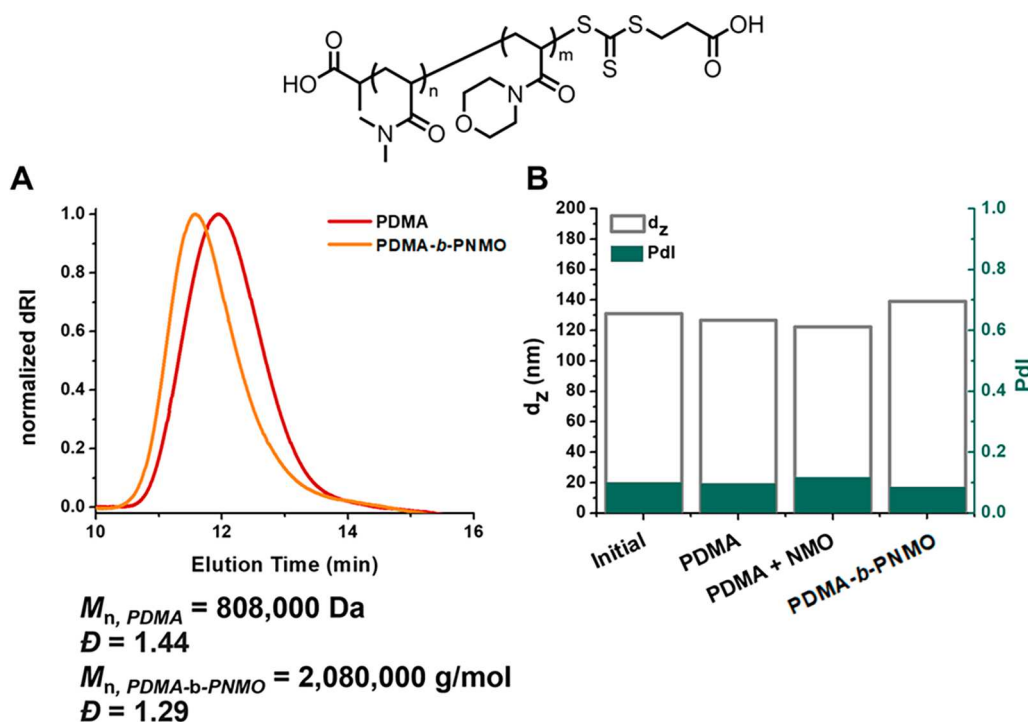 O
HO
n
N
O
N
O
O
m
S
S
S
OH
O
A
B
normalized dRI
1.0
0.8
0.6
0.4
0.2
0.0
10
12
14
16
Elution Time (min)
PDMA
PDMA-b-PNMO
Mn, PDMA = 808,000 Da
Đ = 1.44
Mn, PDMA-b-PNMO = 2,080,000 g/mol
Đ = 1.29
dz (nm)
200
180
160
140
120
100
80
60
40
20
0
dz
PdI
1.0
0.8
0.6
0.4
0.2
0.0
PdI
Initial
PDMA
PDMA + NMO
PDMA-b-PNMO